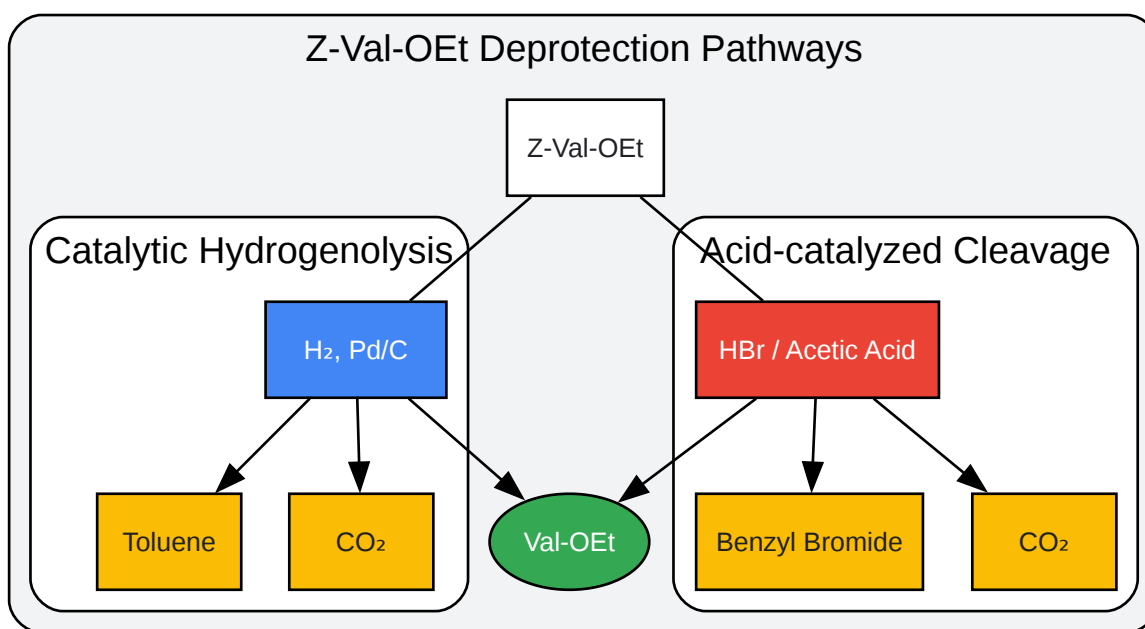 Z-Val-OEt Deprotection Pathways
Z-Val-OEt
Catalytic Hydrogenolysis
Acid-catalyzed Cleavage
H₂, Pd/C
HBr / Acetic Acid
Toluene
CO₂
Val-OEt
Benzyl Bromide
CO₂